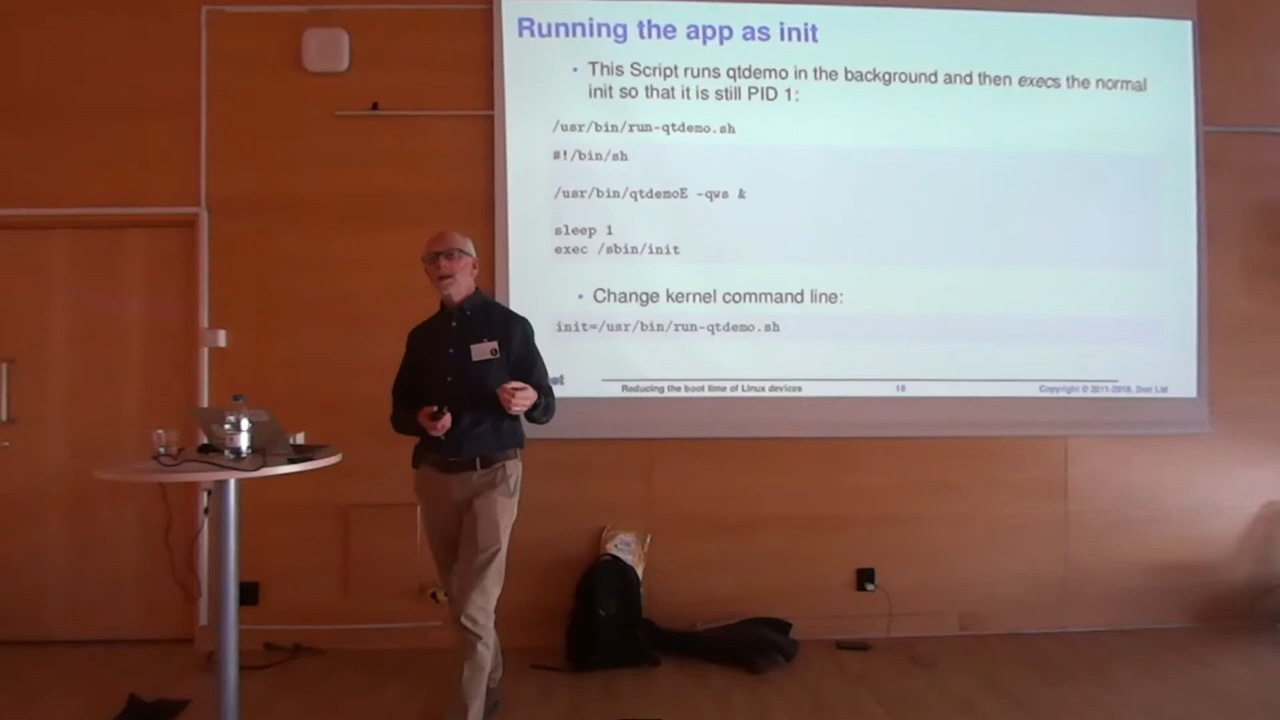 Running the app as init
• This Script runs qtdemo in the background and then execs the normal
init so that it is still PID 1:
/usr/bin/run-qtdemo.sh
#!/bin/sh
/usr/bin/qtdemoE -qws &
sleep 1
exec /sbin/init
• Change kernel command line:
init=/usr/bin/run-qtdemo.sh
Reducing the boot time of Linux devices
16
Copyright © 2011-2018, 2net Ltd